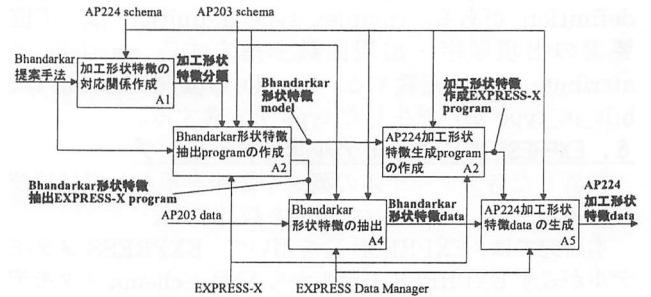 AP224 schema
AP203 schema
Bhandarkar
提案手法
加工形状特徴の
対応関係作成
A1
加工形状
特徴分類
Bhandarkar
形状特徴
model
加工形状特徴
作成EXPRESS-X
program
Bhandarkar形状特徴
抽出programの作成
A2
AP224加工形状
特徴生成program
の作成
A2
Bhandarkar形状特徴
抽出EXPRESS-X program
AP203 data
Bhandarkar
形状特徴の抽出
A4
Bhandarkar
形状特徴data
AP224加工形状
特徴data の生成
A5
AP224
加工形状
特徴data
EXPRESS-X
EXPRESS Data Manager